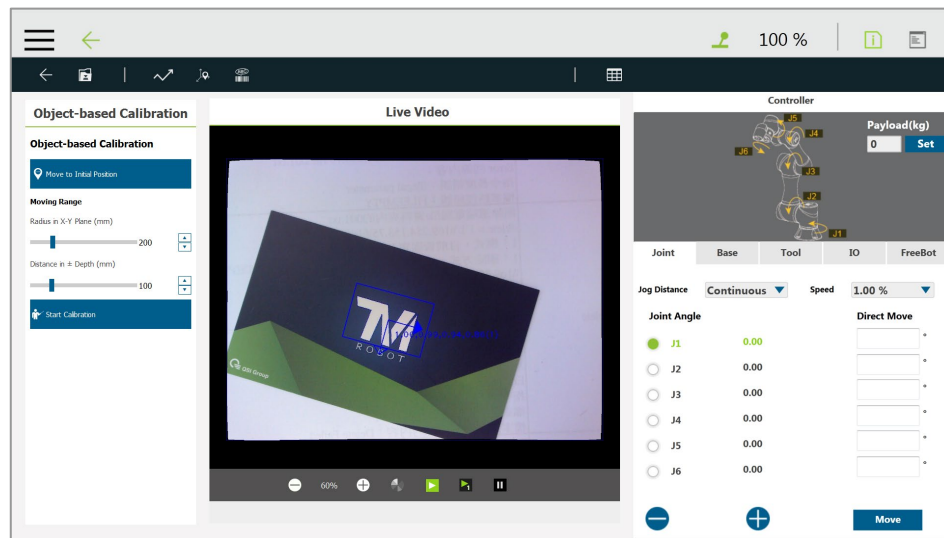 100 %
Object-based Calibration
Object-based Calibration
Move to Initial Position
Moving Range
Radius in X-Y Plane (mm)
200
Distance in ± Depth (mm)
100
Start Calibration
Live Video
TM
ROBOT
QSI Group
60%
1
Controller
J5
J4
J6
J3
J2
J1
Payload(kg)
0 Set
Joint Base Tool IO FreeBot
Jog Distance Continuous Speed 1.00 %
Joint Angle Direct Move
J1 0.00 °
J2 0.00 °
J3 0.00 °
J4 0.00 °
J5 0.00 °
J6 0.00 °
Move